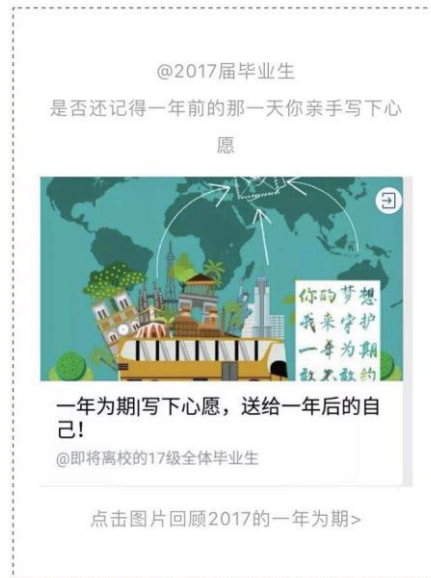 @2017届毕业生
是否还记得一年前的那一天你亲手写下心
愿
你的梦想
我来守护
一年为期
敢不敢约
一年为期|写下心愿，送给一年后的自
己！
@即将离校的17级全体毕业生
点击图片回顾2017的一年为期>